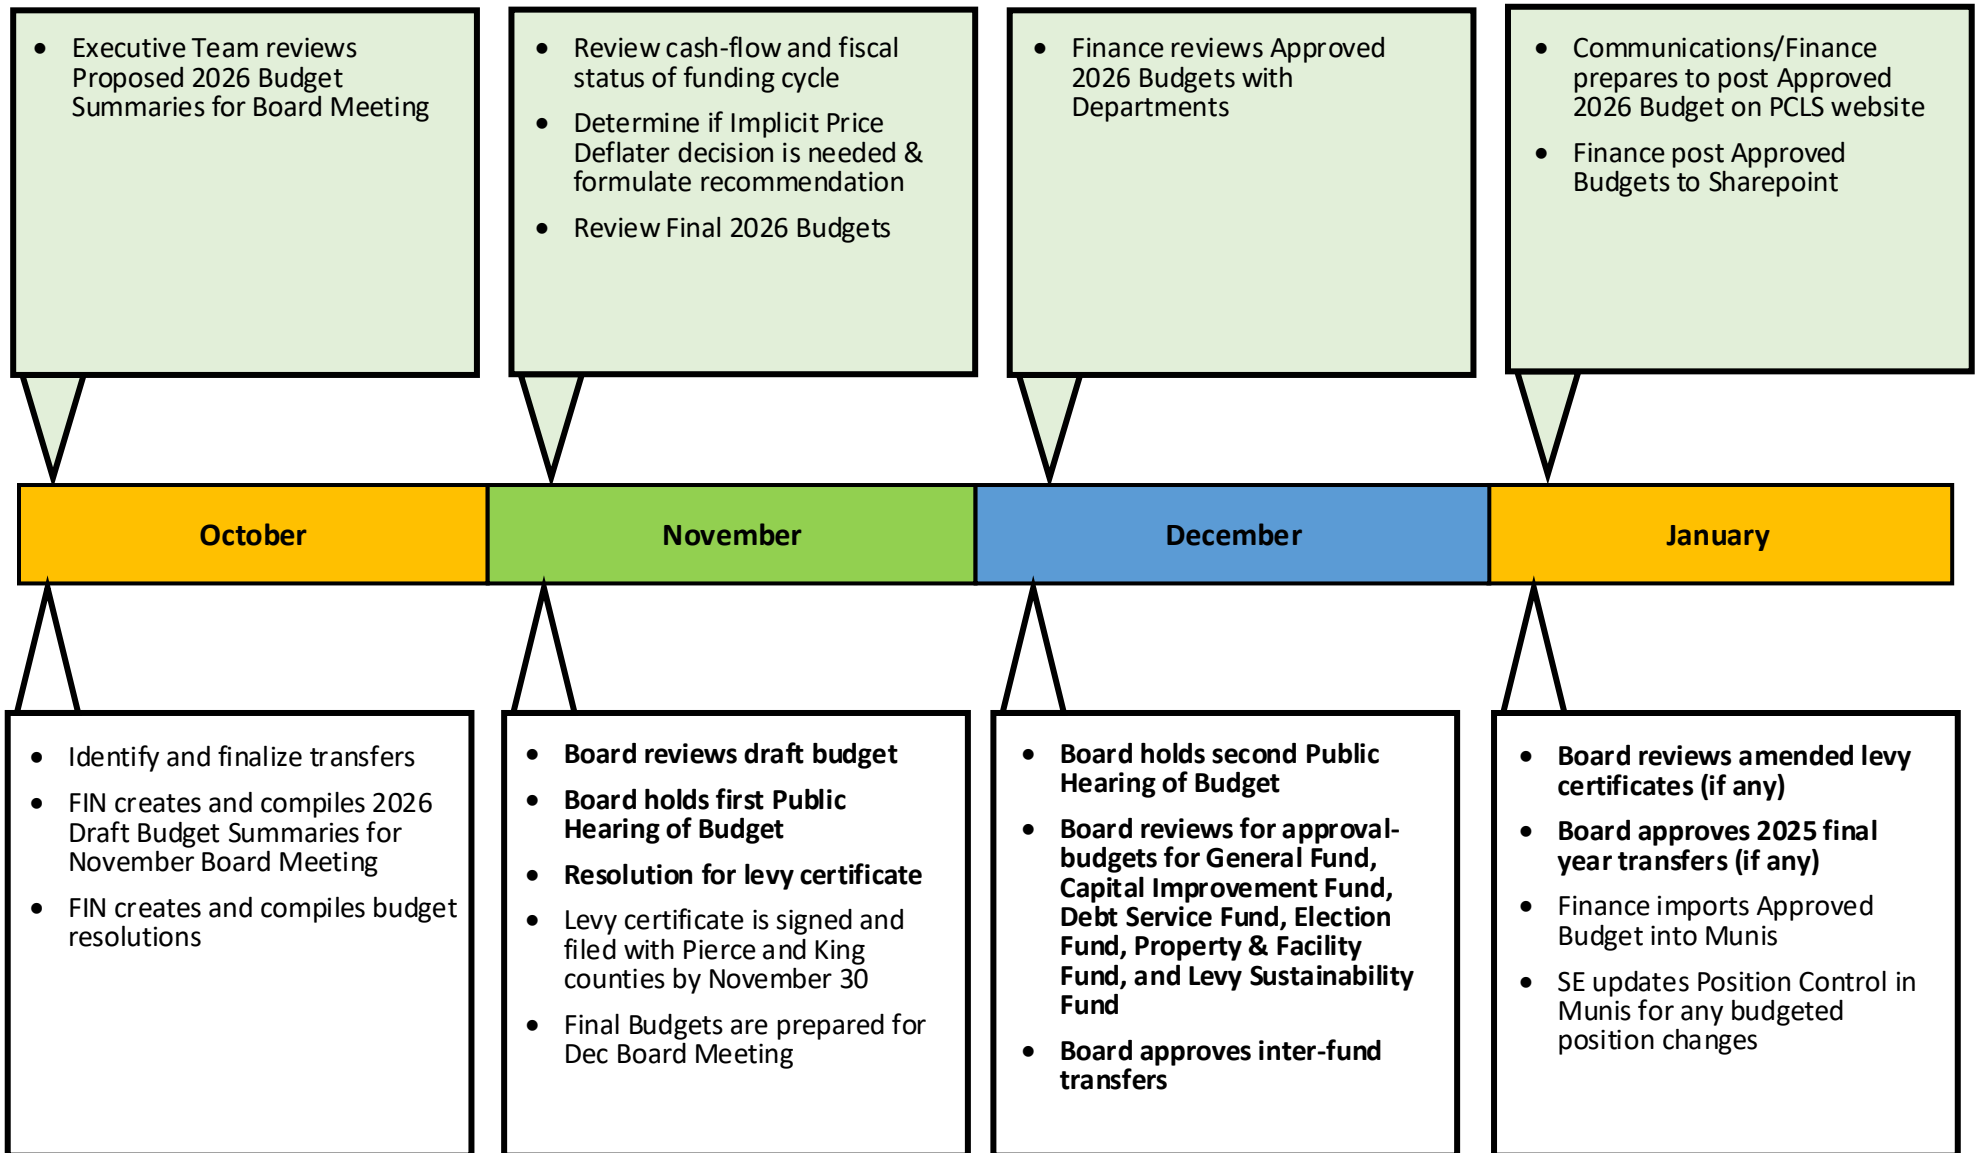 • Executive Team reviews
Proposed 2026 Budget
Summaries for Board Meeting
• Review cash-flow and fiscal
status of funding cycle
• Determine if Implicit Price
Deflater decision is needed &
formulate recommendation
• Review Final 2026 Budgets
• Finance reviews Approved
2026 Budgets with
Departments
• Communications/Finance
prepares to post Approved
2026 Budget on PCLS website
• Finance post Approved
Budgets to Sharepoint
October
November
December
January
• Identify and finalize transfers
• FIN creates and compiles 2026
Draft Budget Summaries for
November Board Meeting
• FIN creates and compiles budget
resolutions
• Board reviews draft budget
• Board holds first Public
Hearing of Budget
• Resolution for levy certificate
• Levy certificate is signed and
filed with Pierce and King
counties by November 30
• Final Budgets are prepared for
Dec Board Meeting
• Board holds second Public
Hearing of Budget
• Board reviews for approval-
budgets for General Fund,
Capital Improvement Fund,
Debt Service Fund, Election
Fund, Property & Facility
Fund, and Levy Sustainability
Fund
• Board approves inter-fund
transfers
• Board reviews amended levy
certificates (if any)
• Board approves 2025 final
year transfers (if any)
• Finance imports Approved
Budget into Munis
• SE updates Position Control in
Munis for any budgeted
position changes